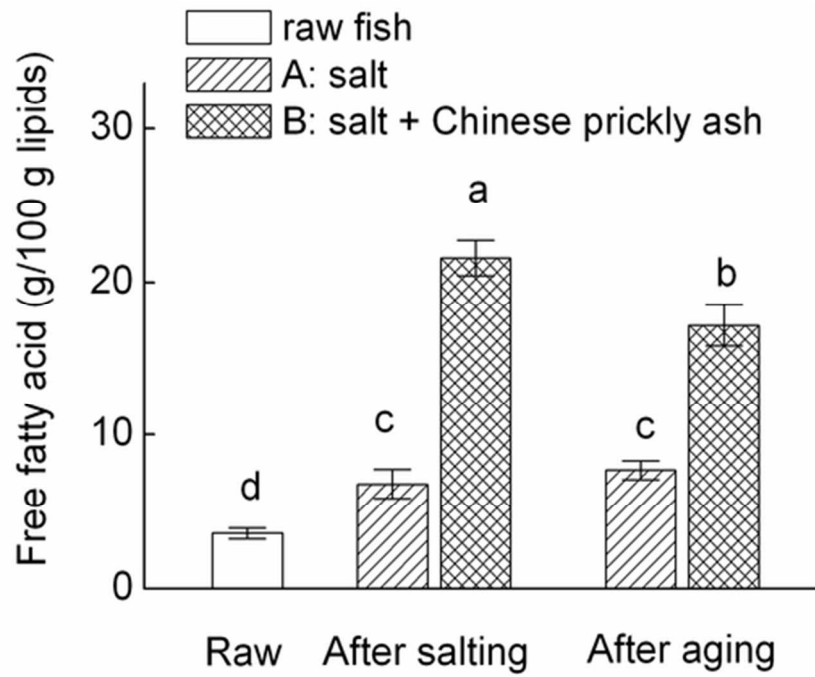 raw fish
A: salt
B: salt + Chinese prickly ash
Free fatty acid (g/100 g lipids)
30
20
10
0
d
c
a
c
b
Raw
After salting
After aging